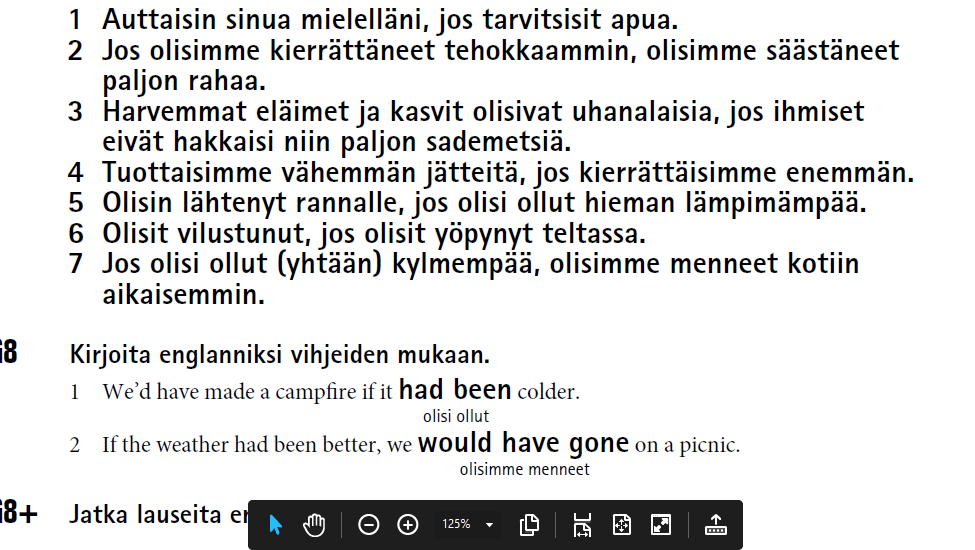 1 Auttaisin sinua mielelläni, jos tarvitsisit apua.
2 Jos olisimme kierrättäneet tehokkaammin, olisimme säästäneet
paljon rahaa.
3 Harvemmat eläimet ja kasvit olisivat uhanalaisia, jos ihmiset
eivät hakkaisi niin paljon sademetsiä.
4 Tuottaisimme vähemmän jätteitä, jos kierrättäisimme enemmän.
5 Olisin lähtenyt rannalle, jos olisi ollut hieman lämpimämpää.
6 Olisit vilustunut, jos olisit yöpynyt teltassa.
7 Jos olisi ollut (yhtään) kylmempää, olisimme menneet kotiin
aikaisemmin.
G8 Kirjoita englanniksi vihjeiden mukaan.
1 We'd have made a campfire if it had been colder.
olisi ollut
2 If the weather had been better, we would have gone on a picnic.
olisimme menneet
G8+ Jatka lauseita
125%